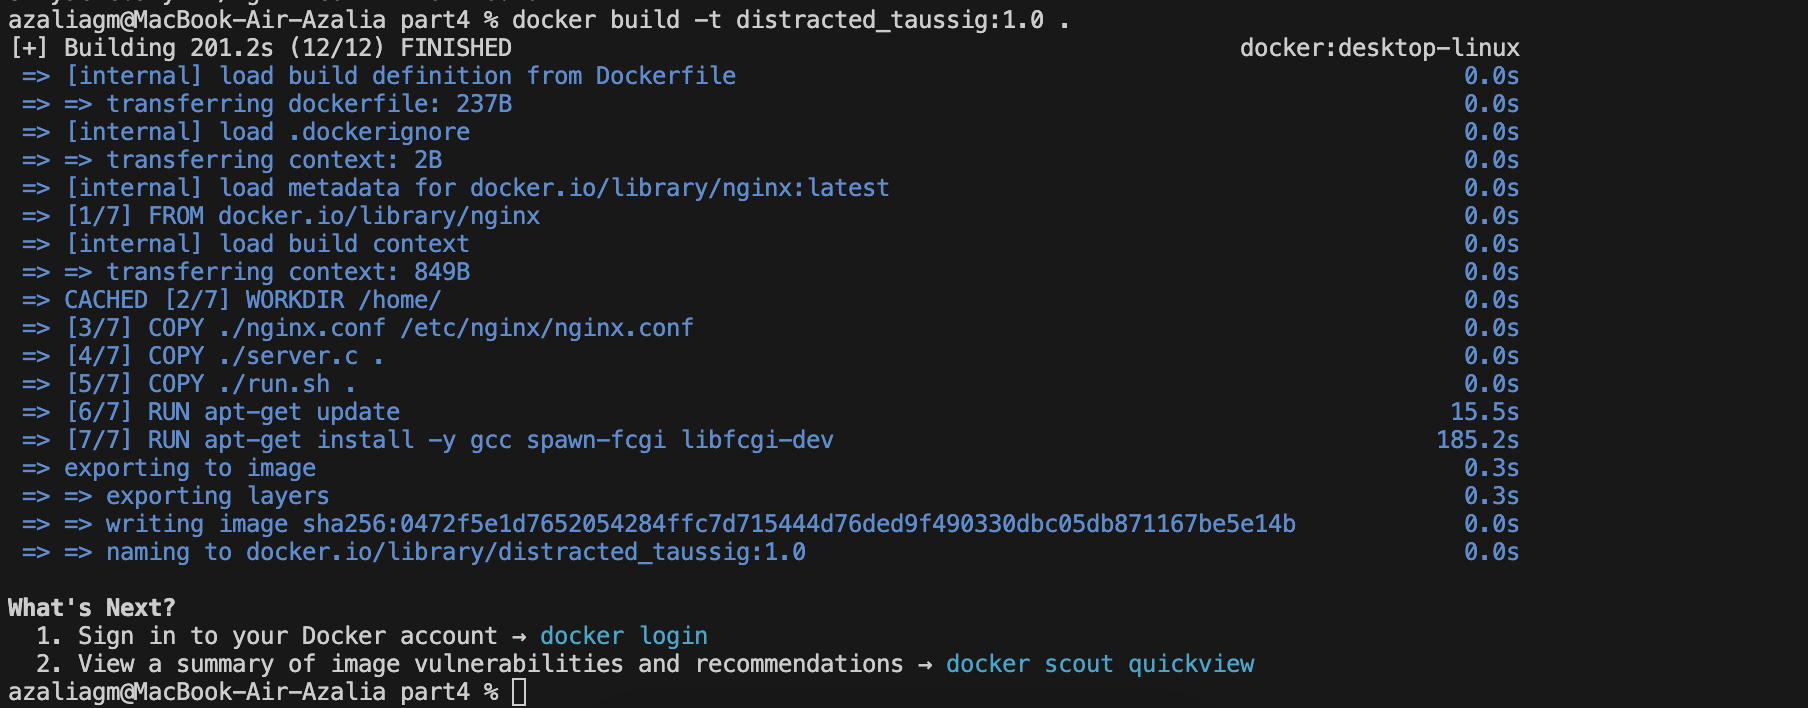 azaliagm@MacBook-Air-Azalia part4 % docker build -t distracted_taussig:1.0 .
[+] Building 201.2s (12/12) FINISHED docker:desktop-linux
=> [internal] load build definition from Dockerfile 0.0s
=> => transferring dockerfile: 237B 0.0s
=> [internal] load .dockerignore 0.0s
=> => transferring context: 2B 0.0s
=> [internal] load metadata for docker.io/library/nginx:latest 0.0s
=> [1/7] FROM docker.io/library/nginx 0.0s
=> [internal] load build context 0.0s
=> => transferring context: 849B 0.0s
=> CACHED [2/7] WORKDIR /home/ 0.0s
=> [3/7] COPY ./nginx.conf /etc/nginx/nginx.conf 0.0s
=> [4/7] COPY ./server.c . 0.0s
=> [5/7] COPY ./run.sh . 0.0s
=> [6/7] RUN apt-get update 15.5s
=> [7/7] RUN apt-get install -y gcc spawn-fcgi libfcgi-dev 185.2s
=> exporting to image 0.3s
=> => exporting layers 0.3s
=> => writing image sha256:0472f5e1d7652054284ffc7d715444d76ded9f490330dbc05db871167be5e14b 0.0s
=> => naming to docker.io/library/distracted_taussig:1.0 0.0s
What's Next?
1. Sign in to your Docker account → docker login
2. View a summary of image vulnerabilities and recommendations → docker scout quickview
azaliagm@MacBook-Air-Azalia part4 %